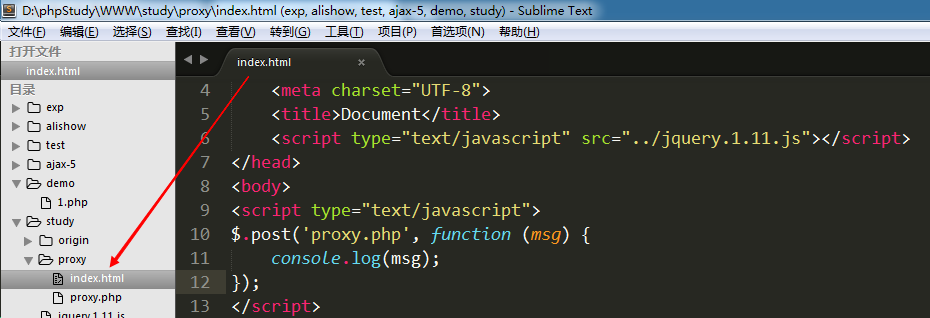 D:\phpStudy\WWW\study\proxy\index.html (exp, alishow, test, ajax-5, demo, study) - Sublime Text
文件(F) 编辑(E) 选择(S) 查找(I) 查看(V) 转到(G) 工具(T) 项目(P) 首选项(N) 帮助(H)
打开文件
index.html
目录
exp
alishow
test
ajax-5
demo
1.php
study
origin
proxy
index.html
proxy.php
jquery.1.11.js
index.html ×
4 <meta charset="UTF-8">
5 <title>Document</title>
6 <script type="text/javascript" src="../jquery.1.11.js"></script>
7 </head>
8 <body>
9 <script type="text/javascript">
10 $.post('proxy.php', function (msg) {
11 console.log(msg);
12 });
13 </script>